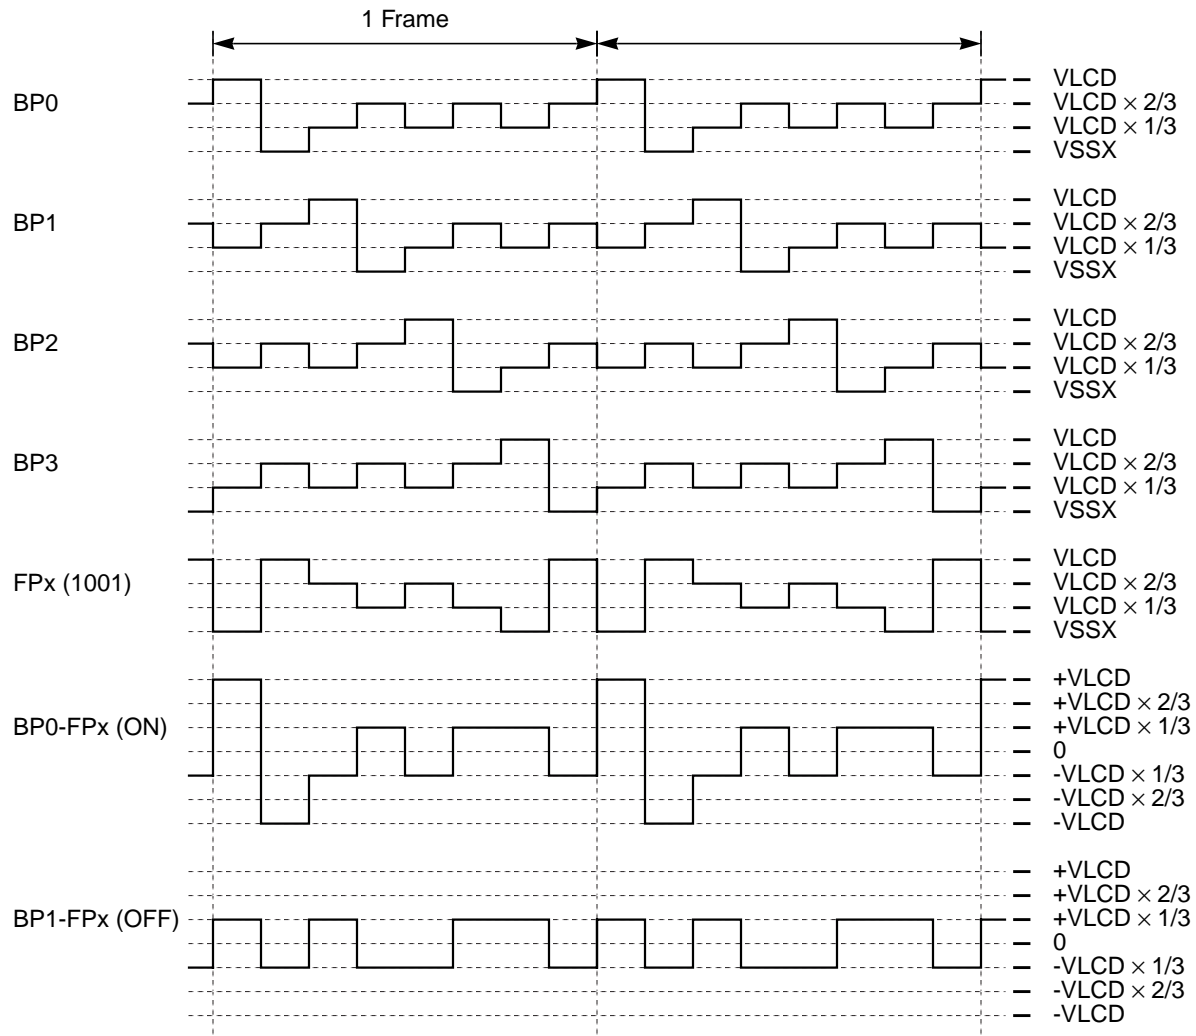 1 Frame
BP0
VLCD
VLCD × 2/3
VLCD × 1/3
VSSX
BP1
VLCD
VLCD × 2/3
VLCD × 1/3
VSSX
BP2
VLCD
VLCD × 2/3
VLCD × 1/3
VSSX
BP3
VLCD
VLCD × 2/3
VLCD × 1/3
VSSX
FPx (1001)
VLCD
VLCD × 2/3
VLCD × 1/3
VSSX
BP0-FPx (ON)
+VLCD
+VLCD × 2/3
+VLCD × 1/3
0
-VLCD × 1/3
-VLCD × 2/3
-VLCD
BP1-FPx (OFF)
+VLCD
+VLCD × 2/3
+VLCD × 1/3
0
-VLCD × 1/3
-VLCD × 2/3
-VLCD